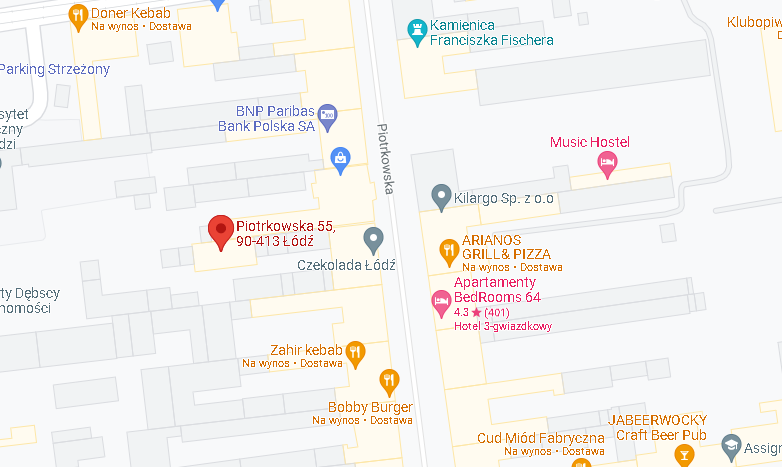 Doner Kebab
Na wynos • Dostawa
Kamienica
Franciszka Fischera
Klubopiw
Parking Strzeżony
BNP Paribas
Bank Polska SA
sytet
czny
dzi
Piotrkowska
Music Hostel
Kilargo Sp. z o.o
Piotrkowska 55,
90-413 Łódź
Czekolada Łódź
ARIANOS
GRILL& PIZZA
Na wynos • Dostawa
Apartamenty
BedRooms 64
4.3 ★ (401)
Hotel 3-gwiazdkowy
ty Dębscy
homości
Zahir kebab
Na wynos • Dostawa
Bobby Burger
Na wynos • Dostawa
Cud Miód Fabryczna
Na wynos • Dostawa
JABEERWOCKY
Craft Beer Pub
Assign